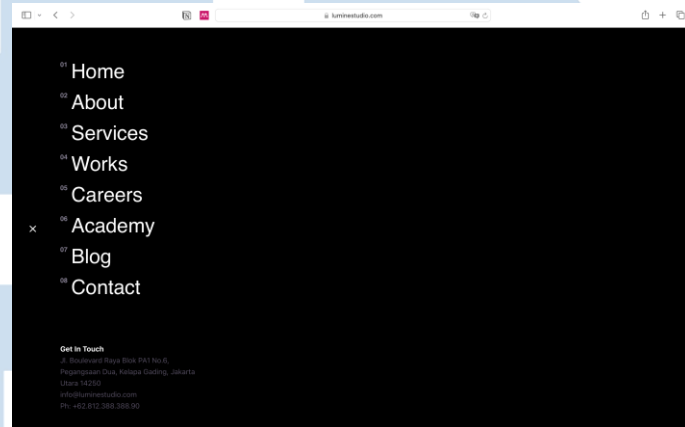 luminestudio.com
01 Home
02 About
03 Services
04 Works
05 Careers
06 Academy
07 Blog
08 Contact
Get In Touch
Jl. Boulevard Raya Blok PA1 No.6,
Pegangsaan Dua, Kelapa Gading, Jakarta
Utara 14250
info@luminestudio.com
Ph: +62.812.388.388.90